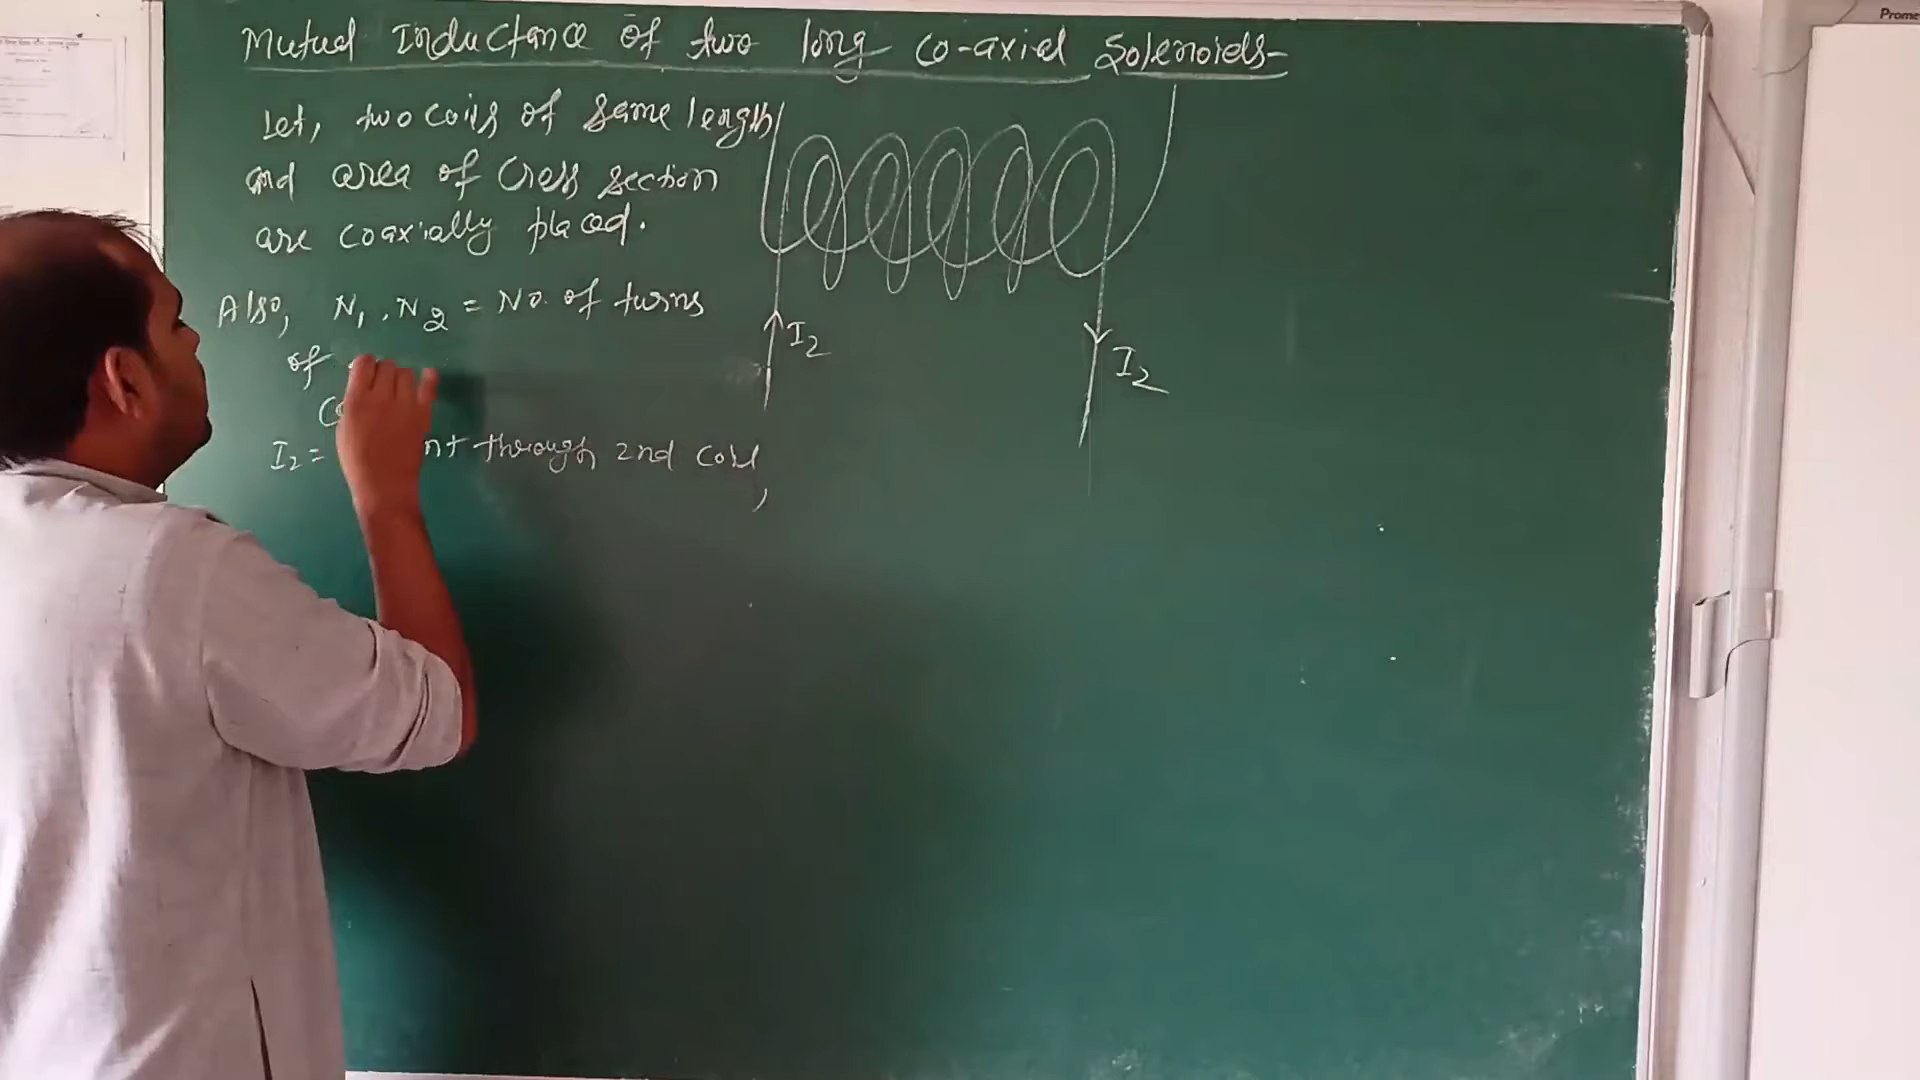 Mutual Inductance of two long Co-axial Solenoids-
Let, two coils of same length
and area of Cross section
are coaxially placed.
Also, N1, N2 = No. of turns
of
I2 = through 2nd coil,
I2
I2
Prome